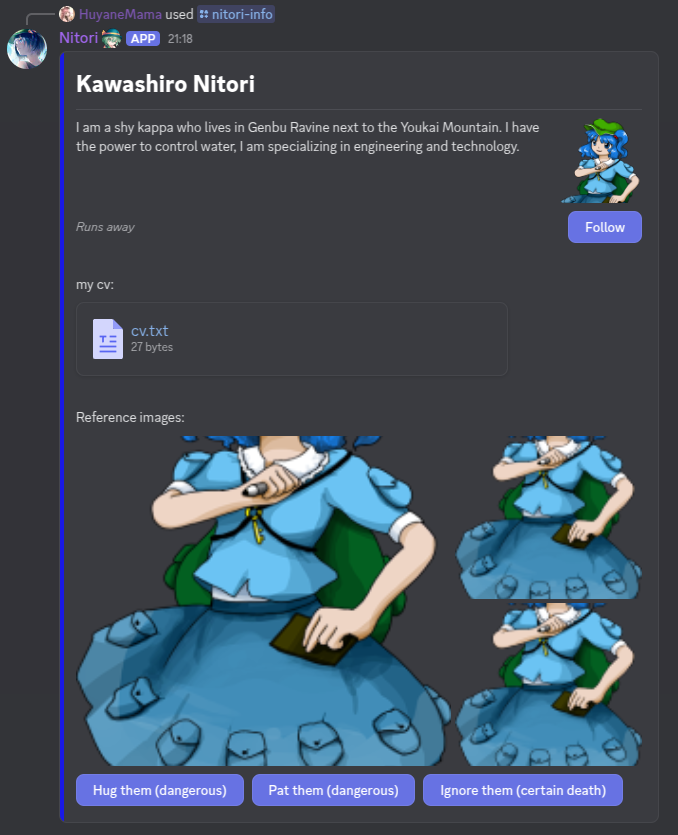 HuyaneMama used nitori-info
Nitori APP 21:18
Kawashiro Nitori
I am a shy kappa who lives in Genbu Ravine next to the Youkai Mountain. I have
the power to control water, I am specializing in engineering and technology.
Runs away
Follow
my cv:
cv.txt
27 bytes
Reference images:
Hug them (dangerous)
Pat them (dangerous)
Ignore them (certain death)